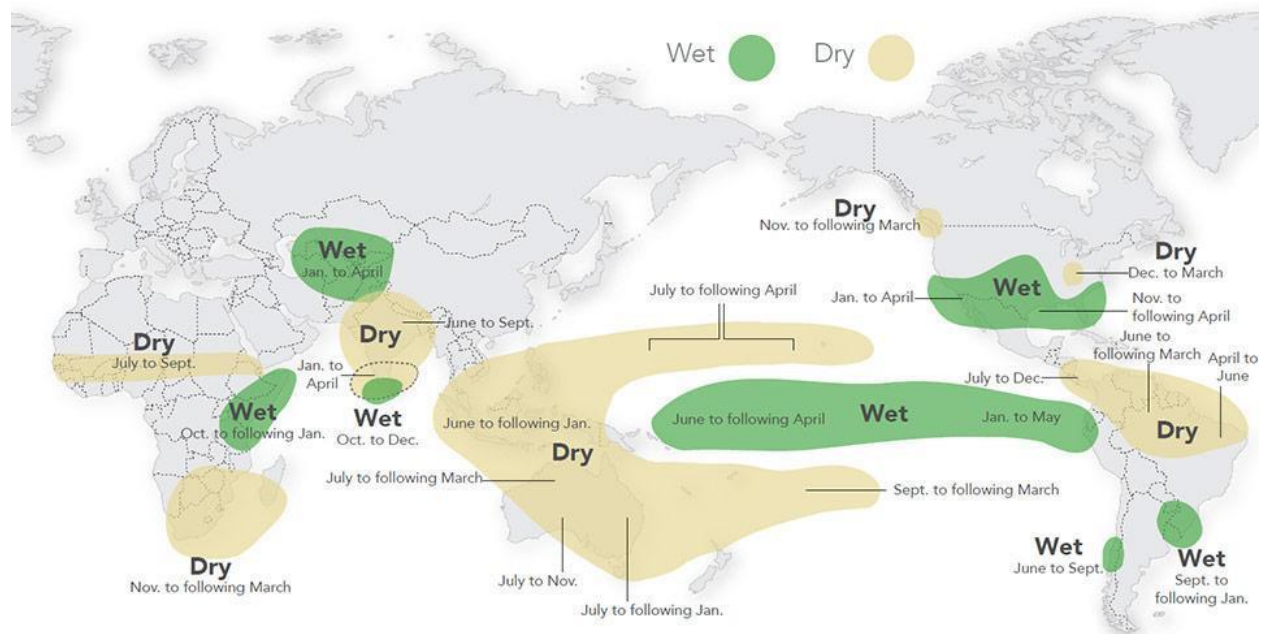 Wet
Dry
Dry
Nov. to following March
Wet
Jan. to April
Dry
Dec. to March
July to following April
Jan. to April
Wet
Nov. to
following April
Dry
June to Sept.
Dry
July to Sept.
Jan. to
April
June to
following March
April to
June
July to Dec.
Wet
Oct. to following Jan.
Wet
Oct. to Dec.
June to following Jan.
Dry
June to following April
Wet
Jan. to May
Dry
July to following March
Sept. to following March
Dry
Nov. to following March
July to Nov.
July to following Jan.
Wet
June to Sept.
Wet
Sept. to
following Jan.